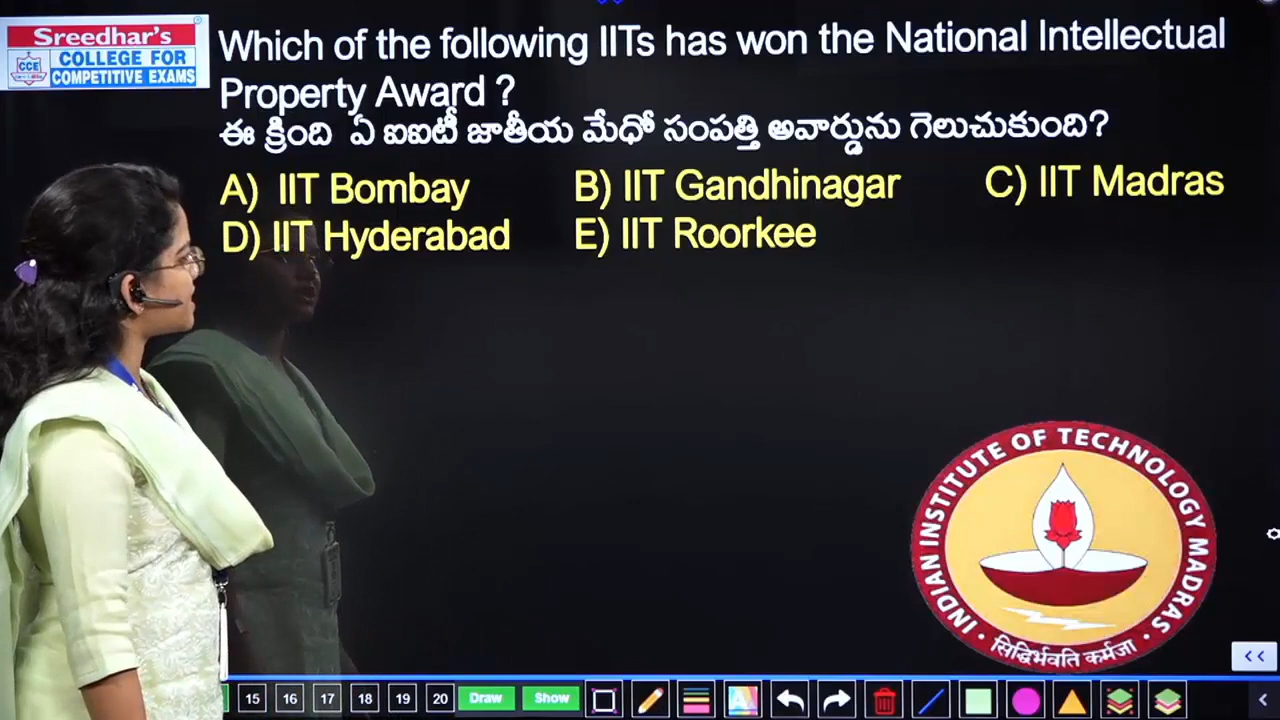 Sreedhar's
CCE
COLLEGE FOR
COMPETITIVE EXAMS
Which of the following IITs has won the National Intellectual
Property Award ?
ఈ క్రింది ఏ ఐఐటీ జాతీయ మేధో సంపత్తి అవార్డును గెలుచుకుంది?
A) IIT Bombay B) IIT Gandhinagar C) IIT Madras
D) IIT Hyderabad E) IIT Roorkee
INDIAN INSTITUTE OF TECHNOLOGY MADRAS
सिद्धिर्भवति कर्मजा
15 16 17 18 19 20 Draw Show A